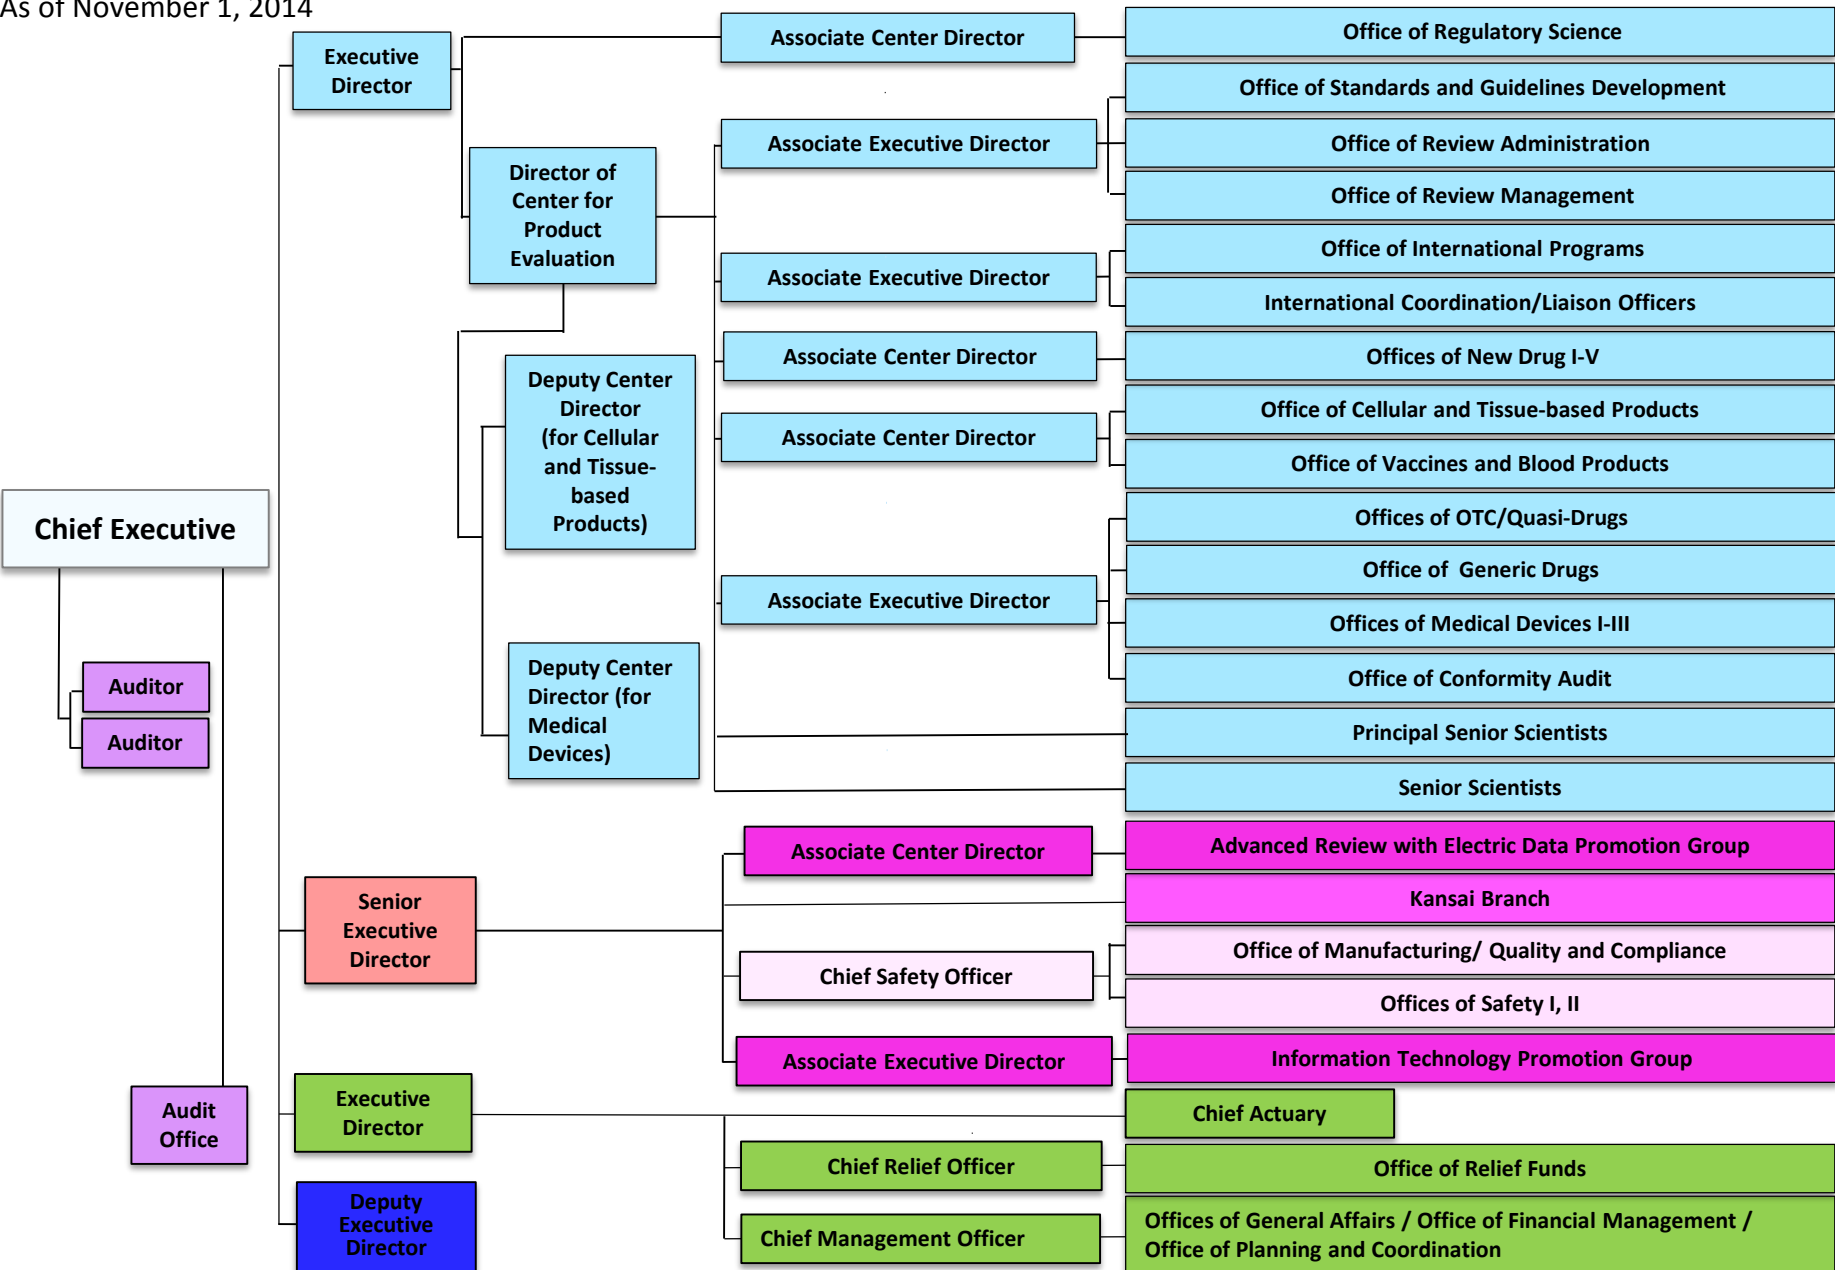 As of November 1, 2014
Executive
Director
Associate Center Director
Office of Regulatory Science
Office of Standards and Guidelines Development
Associate Executive Director
Office of Review Administration
Office of Review Management
Director of
Center for
Product
Evaluation
Associate Executive Director
Office of International Programs
International Coordination/Liaison Officers
Associate Center Director
Offices of New Drug I-V
Deputy Center
Director
(for Cellular
and Tissue-
based
Products)
Associate Center Director
Office of Cellular and Tissue-based Products
Office of Vaccines and Blood Products
Chief Executive
Offices of OTC/Quasi-Drugs
Office of  Generic Drugs
Associate Executive Director
Offices of Medical Devices I-III
Office of Conformity Audit
Deputy Center
Director (for
Medical
Devices)
Auditor
Auditor
Principal Senior Scientists
Senior Scientists
Associate Center Director
Advanced Review with Electric Data Promotion Group
Senior
Executive
Director
Kansai Branch
Chief Safety Officer
Office of Manufacturing/ Quality and Compliance
Offices of Safety I, II
Associate Executive Director
Information Technology Promotion Group
Audit
Office
Executive
Director
Chief Actuary
Chief Relief Officer
Office of Relief Funds
Deputy
Executive
Director
Chief Management Officer
Offices of General Affairs / Office of Financial Management /
Office of Planning and Coordination